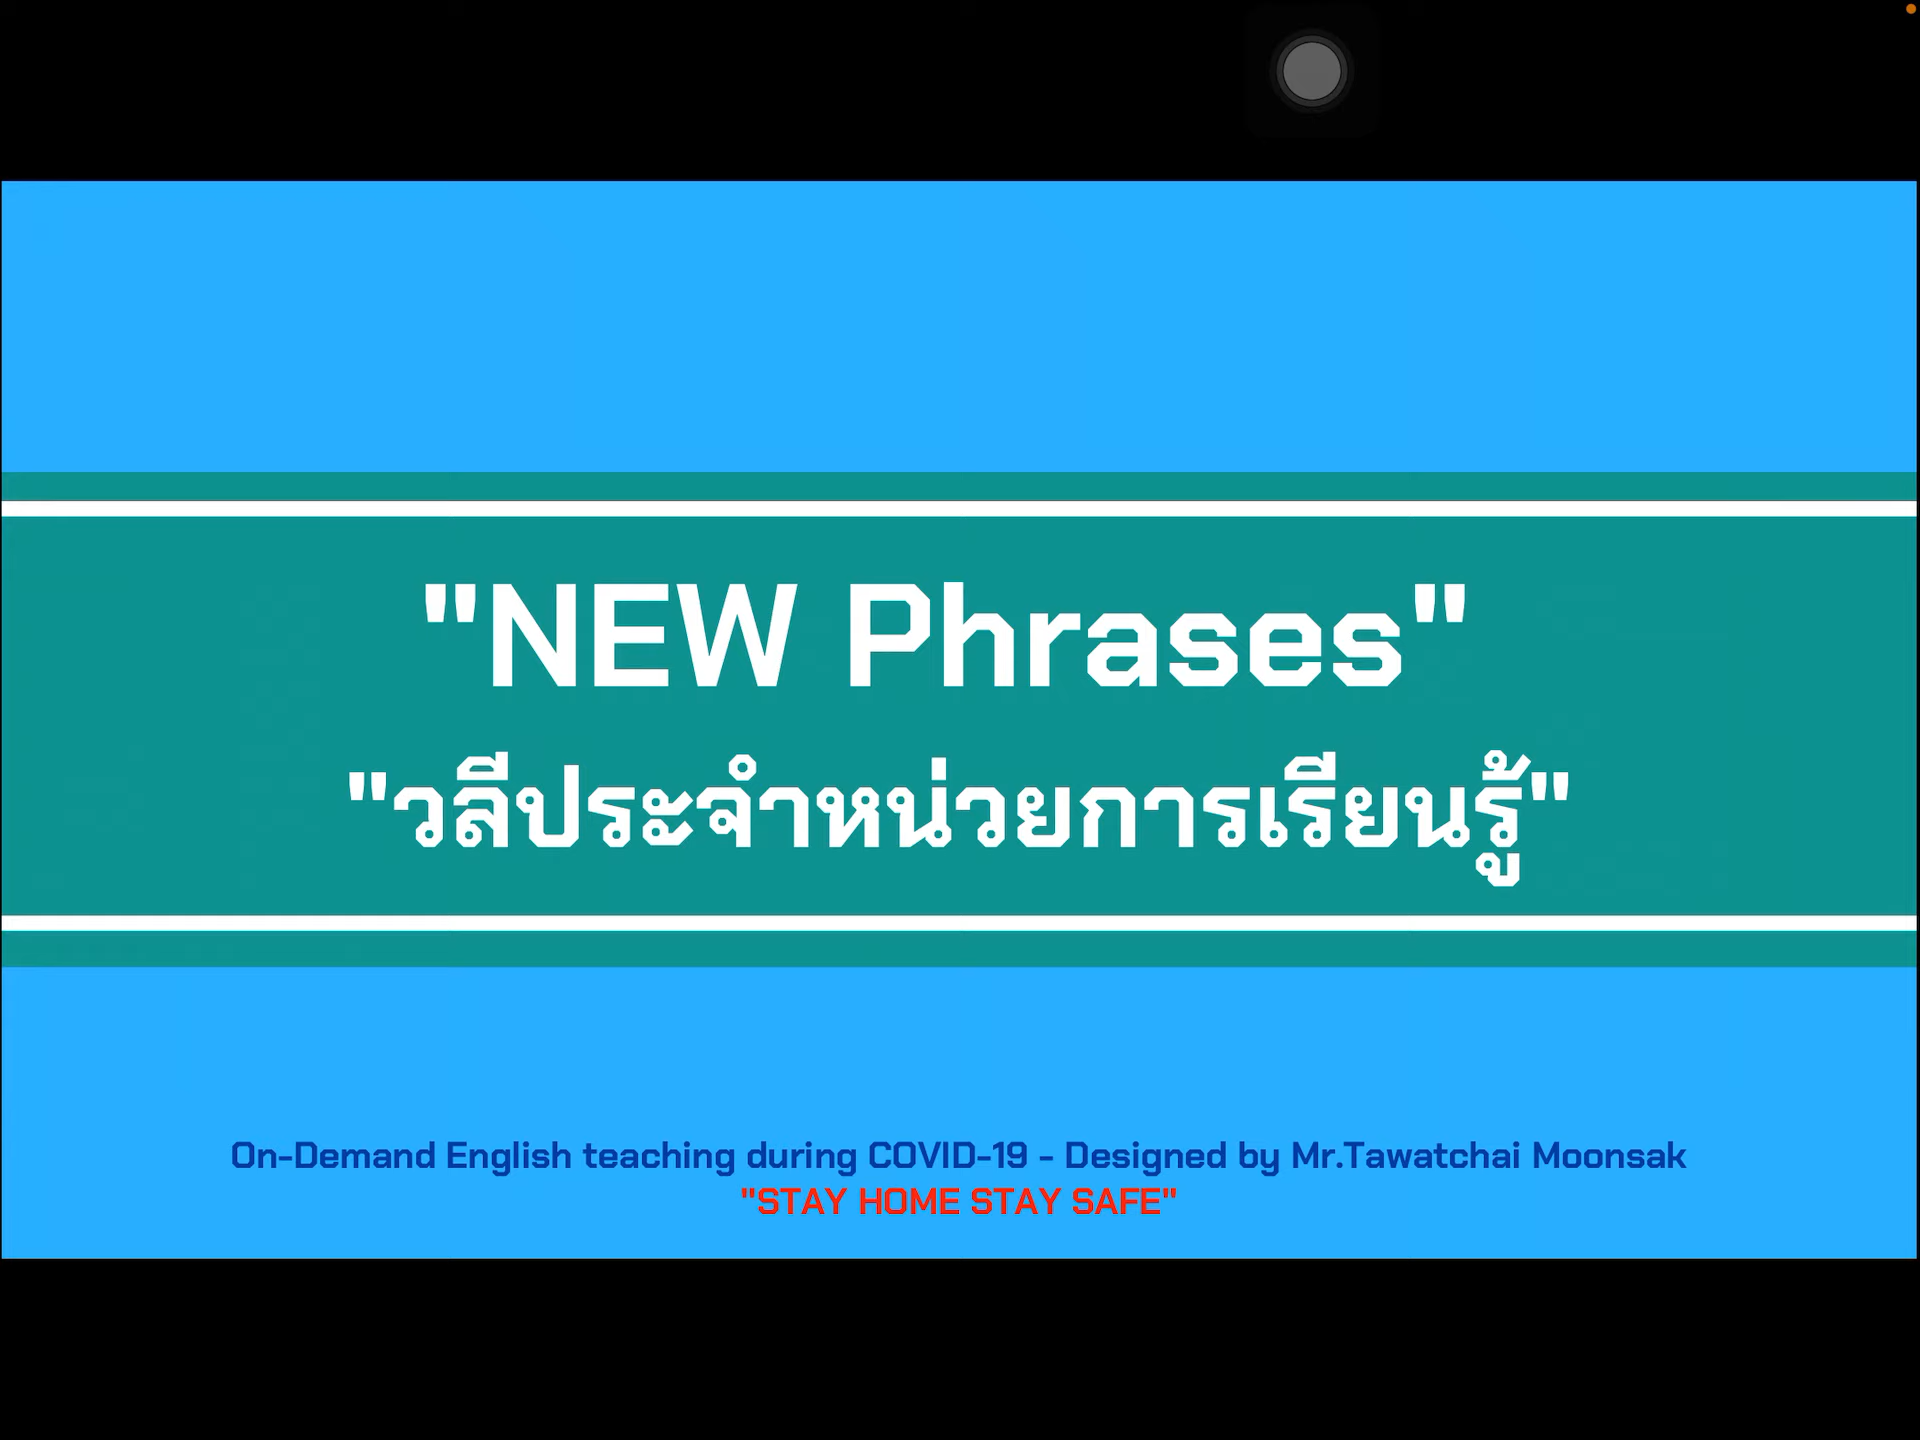 "NEW Phrases"
"วลีประจำหน่วยการเรียนรู้"
On-Demand English teaching during COVID-19 - Designed by Mr.Tawatchai Moonsak
"STAY HOME STAY SAFE"